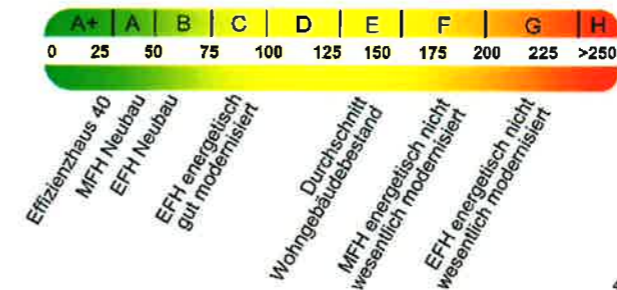 A+ A B C D E F G H
0 25 50 75 100 125 150 175 200 225 >250
Effizienzhaus 40
MFH Neubau
EFH Neubau
EFH energetisch
gut modernisiert
Durchschnitt
Wohngebäudebestand
MFH energetisch nicht
wesentlich modernisiert
EFH energetisch nicht
wesentlich modernisiert